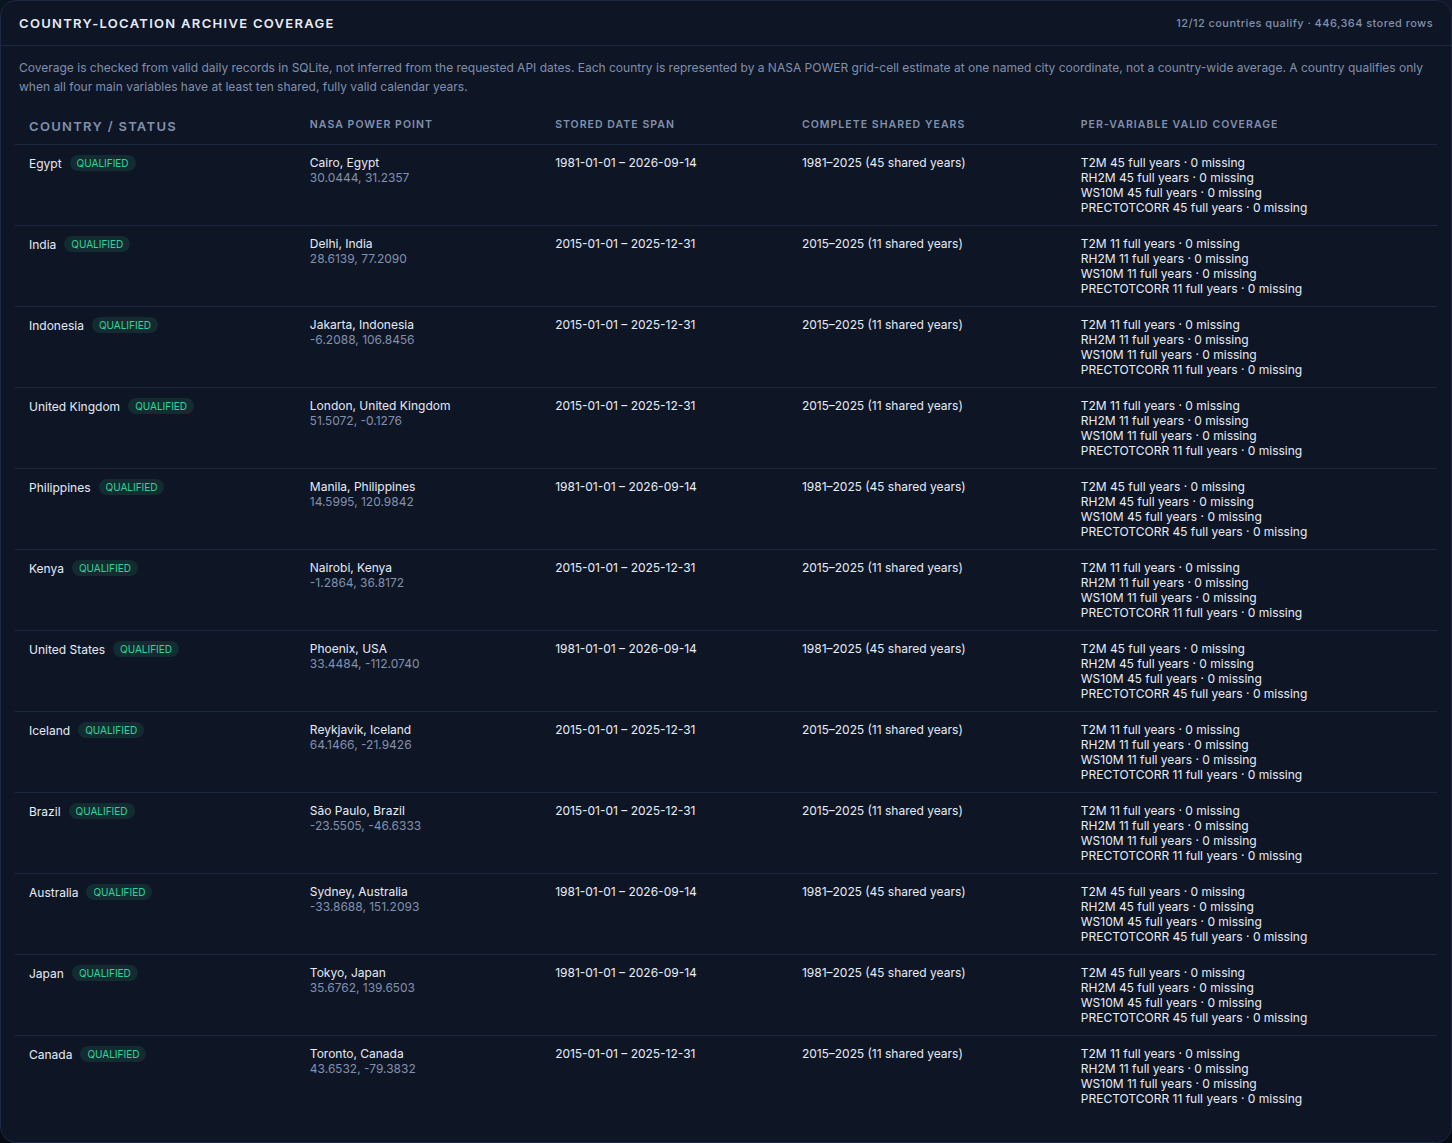 COUNTRY-LOCATION ARCHIVE COVERAGE
12/12 countries qualify · 446,364 stored rows
Coverage is checked from valid daily records in SQLite, not inferred from the requested API dates. Each country is represented by a NASA POWER grid-cell estimate at one named city coordinate, not a country-wide average. A country qualifies only
when all four main variables have at least ten shared, fully valid calendar years.
COUNTRY / STATUS
NASA POWER POINT
STORED DATE SPAN
COMPLETE SHARED YEARS
PER-VARIABLE VALID COVERAGE
Egypt QUALIFIED
Cairo, Egypt
30.0444, 31.2357
1981-01-01 – 2026-09-14
1981–2025 (45 shared years)
T2M 45 full years · 0 missing
RH2M 45 full years · 0 missing
WS10M 45 full years · 0 missing
PRECTOTCORR 45 full years · 0 missing
India QUALIFIED
Delhi, India
28.6139, 77.2090
2015-01-01 – 2025-12-31
2015–2025 (11 shared years)
T2M 11 full years · 0 missing
RH2M 11 full years · 0 missing
WS10M 11 full years · 0 missing
PRECTOTCORR 11 full years · 0 missing
Indonesia QUALIFIED
Jakarta, Indonesia
-6.2088, 106.8456
2015-01-01 – 2025-12-31
2015–2025 (11 shared years)
T2M 11 full years · 0 missing
RH2M 11 full years · 0 missing
WS10M 11 full years · 0 missing
PRECTOTCORR 11 full years · 0 missing
United Kingdom QUALIFIED
London, United Kingdom
51.5072, -0.1276
2015-01-01 – 2025-12-31
2015–2025 (11 shared years)
T2M 11 full years · 0 missing
RH2M 11 full years · 0 missing
WS10M 11 full years · 0 missing
PRECTOTCORR 11 full years · 0 missing
Philippines QUALIFIED
Manila, Philippines
14.5995, 120.9842
1981-01-01 – 2026-09-14
1981–2025 (45 shared years)
T2M 45 full years · 0 missing
RH2M 45 full years · 0 missing
WS10M 45 full years · 0 missing
PRECTOTCORR 45 full years · 0 missing
Kenya QUALIFIED
Nairobi, Kenya
-1.2864, 36.8172
2015-01-01 – 2025-12-31
2015–2025 (11 shared years)
T2M 11 full years · 0 missing
RH2M 11 full years · 0 missing
WS10M 11 full years · 0 missing
PRECTOTCORR 11 full years · 0 missing
United States QUALIFIED
Phoenix, USA
33.4484, -112.0740
1981-01-01 – 2026-09-14
1981–2025 (45 shared years)
T2M 45 full years · 0 missing
RH2M 45 full years · 0 missing
WS10M 45 full years · 0 missing
PRECTOTCORR 45 full years · 0 missing
Iceland QUALIFIED
Reykjavík, Iceland
64.1466, -21.9426
2015-01-01 – 2025-12-31
2015–2025 (11 shared years)
T2M 11 full years · 0 missing
RH2M 11 full years · 0 missing
WS10M 11 full years · 0 missing
PRECTOTCORR 11 full years · 0 missing
Brazil QUALIFIED
São Paulo, Brazil
-23.5505, -46.6333
2015-01-01 – 2025-12-31
2015–2025 (11 shared years)
T2M 11 full years · 0 missing
RH2M 11 full years · 0 missing
WS10M 11 full years · 0 missing
PRECTOTCORR 11 full years · 0 missing
Australia QUALIFIED
Sydney, Australia
-33.8688, 151.2093
1981-01-01 – 2026-09-14
1981–2025 (45 shared years)
T2M 45 full years · 0 missing
RH2M 45 full years · 0 missing
WS10M 45 full years · 0 missing
PRECTOTCORR 45 full years · 0 missing
Japan QUALIFIED
Tokyo, Japan
35.6762, 139.6503
1981-01-01 – 2026-09-14
1981–2025 (45 shared years)
T2M 45 full years · 0 missing
RH2M 45 full years · 0 missing
WS10M 45 full years · 0 missing
PRECTOTCORR 45 full years · 0 missing
Canada QUALIFIED
Toronto, Canada
43.6532, -79.3832
2015-01-01 – 2025-12-31
2015–2025 (11 shared years)
T2M 11 full years · 0 missing
RH2M 11 full years · 0 missing
WS10M 11 full years · 0 missing
PRECTOTCORR 11 full years · 0 missing